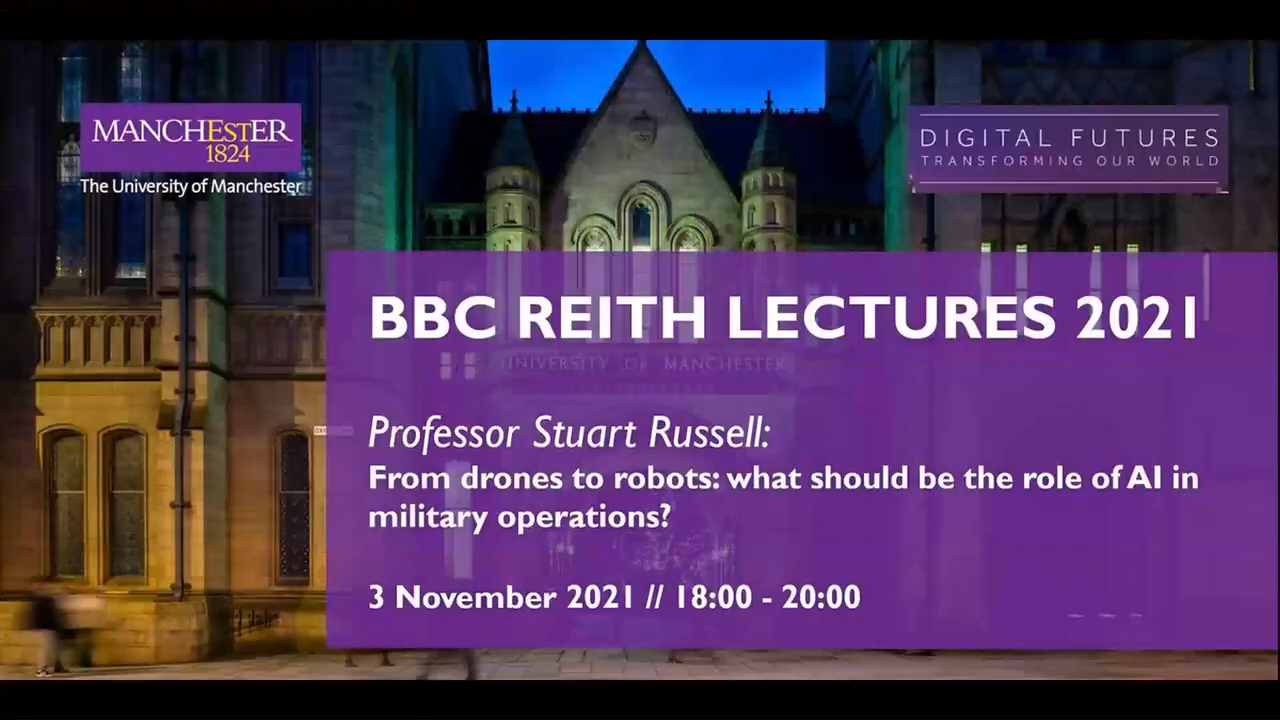 MANCHESTER
1824
The University of Manchester
DIGITAL FUTURES
TRANSFORMING OUR WORLD
BBC REITH LECTURES 2021
UNIVERSITY OF MANCHESTER
Professor Stuart Russell:
From drones to robots: what should be the role of AI in
military operations?
3 November 2021 // 18:00 - 20:00